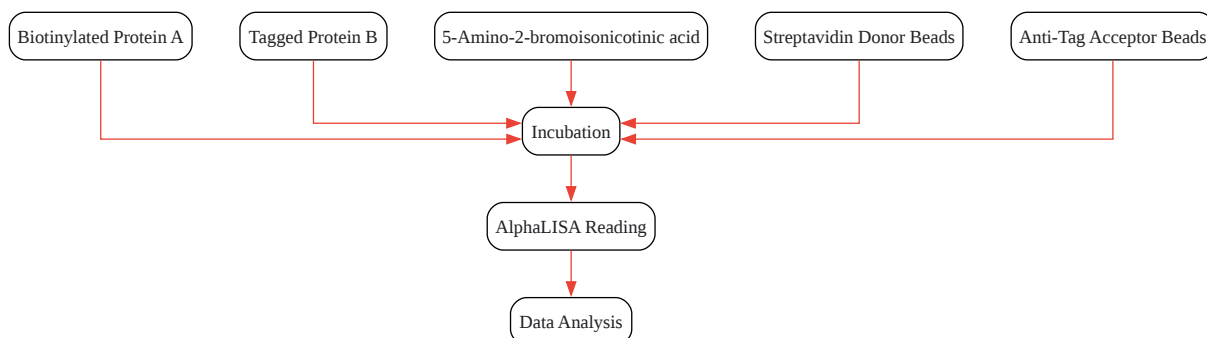 Biotinylated Protein A
Tagged Protein B
5-Amino-2-bromoisonicotinic acid
Streptavidin Donor Beads
Anti-Tag Acceptor Beads
Incubation
AlphaLISA Reading
Data Analysis